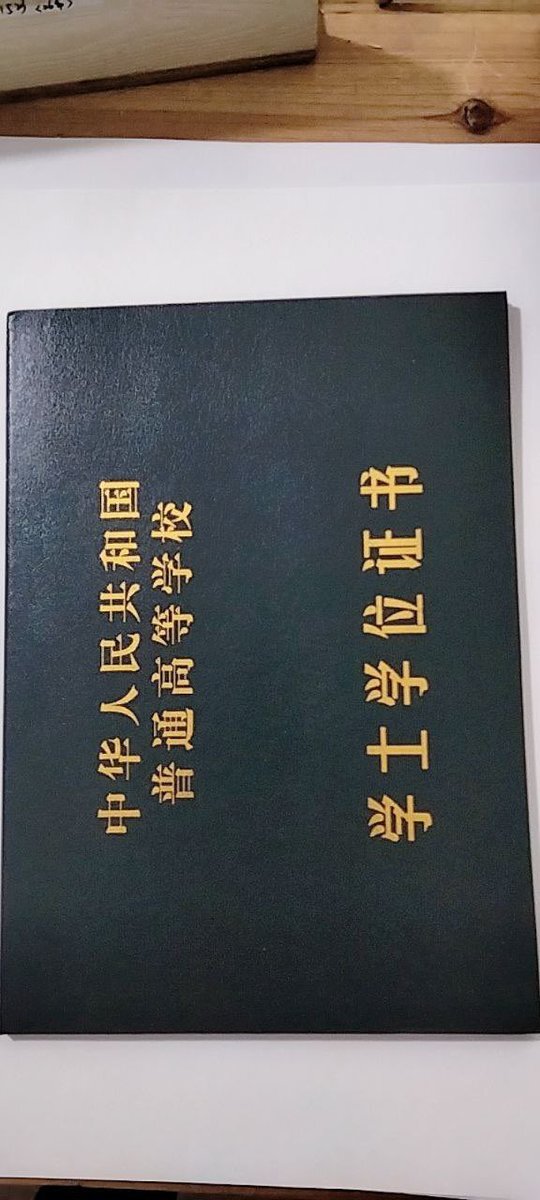 中华人民共和国
普通高等学校
学士学位证书